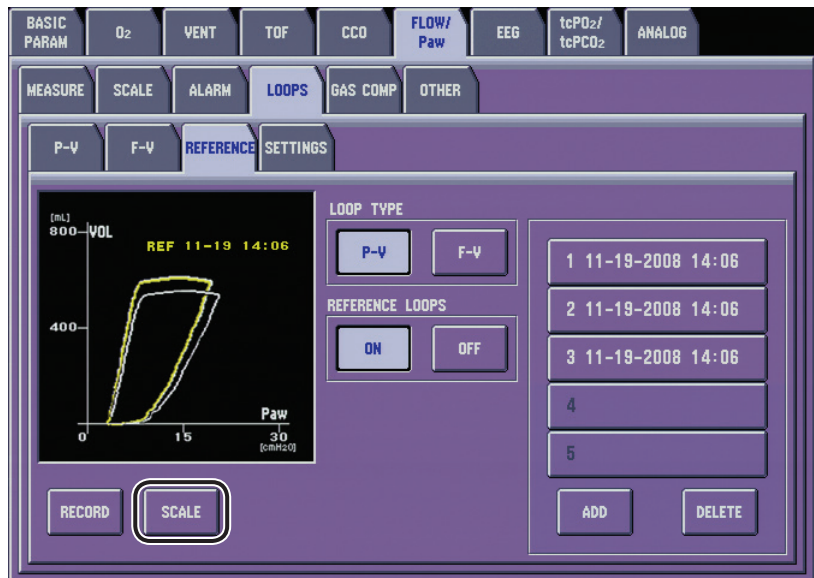 BASIC PARAM
O2
VENT
TOF
CCO
FLOW/ Paw
EEG
tcPO2/ tcPCO2
ANALOG
MEASURE
SCALE
ALARM
LOOPS
GAS COMP
OTHER
P-V
F-V
REFERENCE
SETTINGS
[mL]
800
VOL
REF 11-19 14:06
400
Paw
0
15
30
[cmH2O]
LOOP TYPE
P-V
F-V
REFERENCE LOOPS
ON
OFF
1 11-19-2008 14:06
2 11-19-2008 14:06
3 11-19-2008 14:06
4
5
RECORD
SCALE
ADD
DELETE